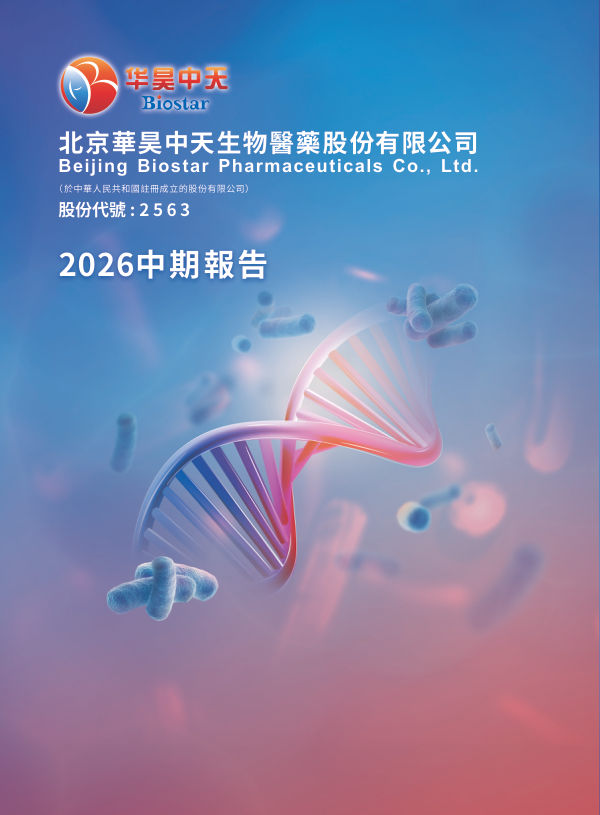 华昊中天
Biostar
北京華昊中天生物醫藥股份有限公司
Beijing Biostar Pharmaceuticals Co., Ltd.
（於中華人民共和國註冊成立的股份有限公司）
股份代號 : 2563
2026中期報告